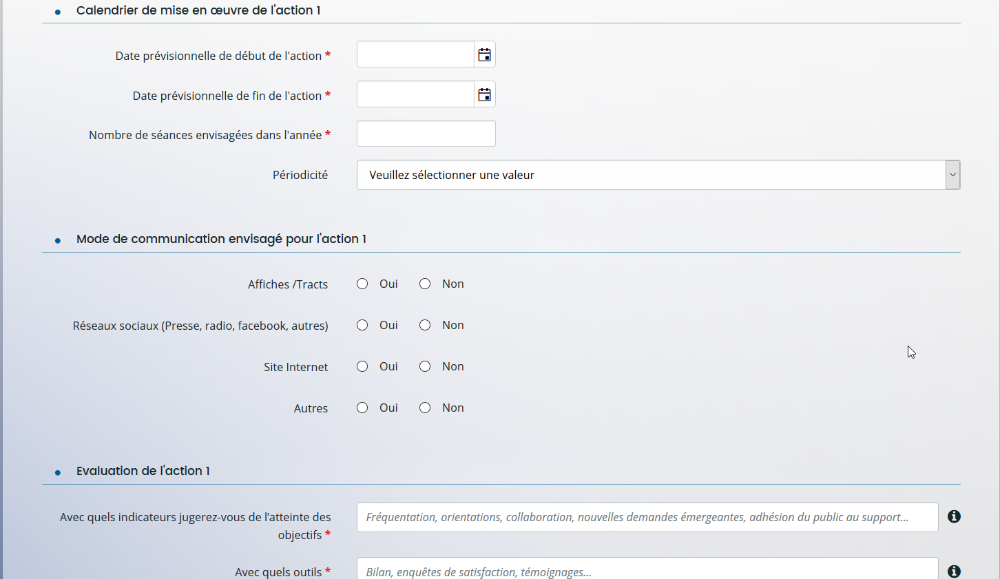 Calendrier de mise en œuvre de l'action 1
Date prévisionnelle de début de l'action *
Date prévisionnelle de fin de l'action *
Nombre de séances envisagées dans l'année *
Périodicité
Veuillez sélectionner une valeur
Mode de communication envisagé pour l'action 1
Affiches /Tracts Oui Non
Réseaux sociaux (Presse, radio, facebook, autres) Oui Non
Site Internet Oui Non
Autres Oui Non
Evaluation de l'action 1
Avec quels indicateurs jugerez-vous de l’atteinte des
objectifs *
Fréquentation, orientations, collaboration, nouvelles demandes émergeantes, adhésion du public au support...
Avec quels outils *
Bilan, enquêtes de satisfaction, témoignages...